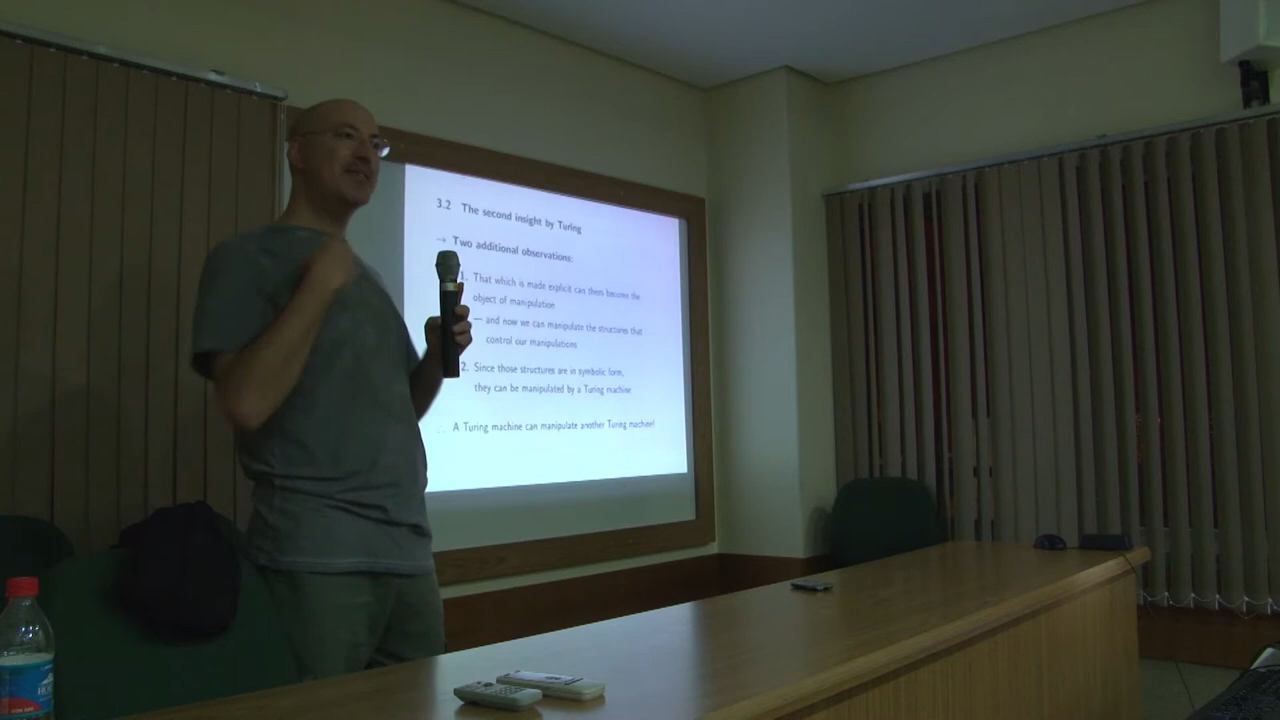 3.2 The second insight by Turing
→ Two additional observations:
1. That which is made explicit can them become the
object of manipulation
— and now we can manipulate the structures that
control our manipulations
2. Since those structures are in symbolic form,
they can be manipulated by a Turing machine
∴ A Turing machine can manipulate another Turing machine!